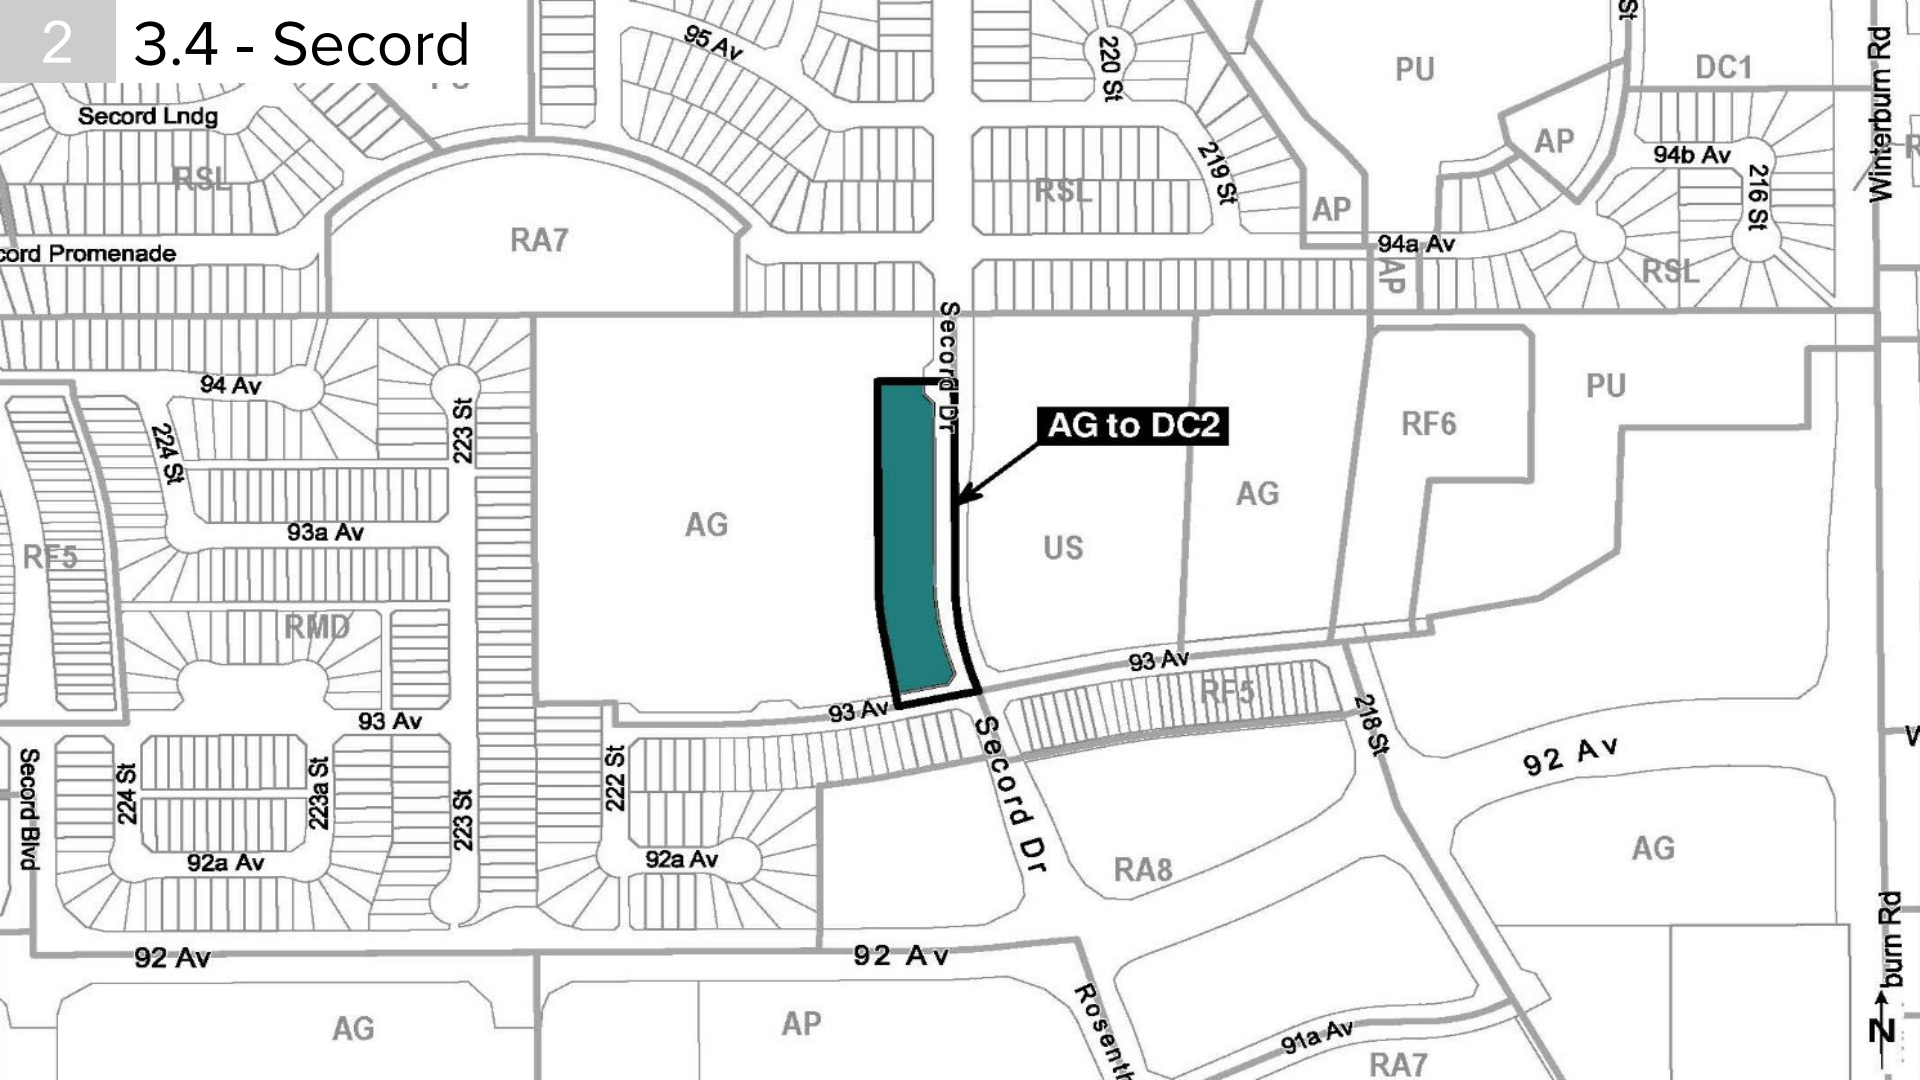 2
3.4 - Secord
95 Av
220 St
PU
DC1
Winterburn Rd
St
Secord Lndg
RSL
AP
94b Av
216 St
219 St
RSL
AP
RA7
cord Promenade
94a Av
AP
RSL
Secord Dr
94 Av
223 St
224 St
AG to DC2
RF6
PU
AG
AG
US
93a Av
RF5
RMD
93 Av
93 Av
93 Av
RF5
218 St
Secord Dr
92 Av
Secord Blvd
224 St
223a St
223 St
222 St
92a Av
92a Av
RA8
AG
92 Av
92 Av
burn Rd
N
Rosenth
AG
AP
91a Av
RA7